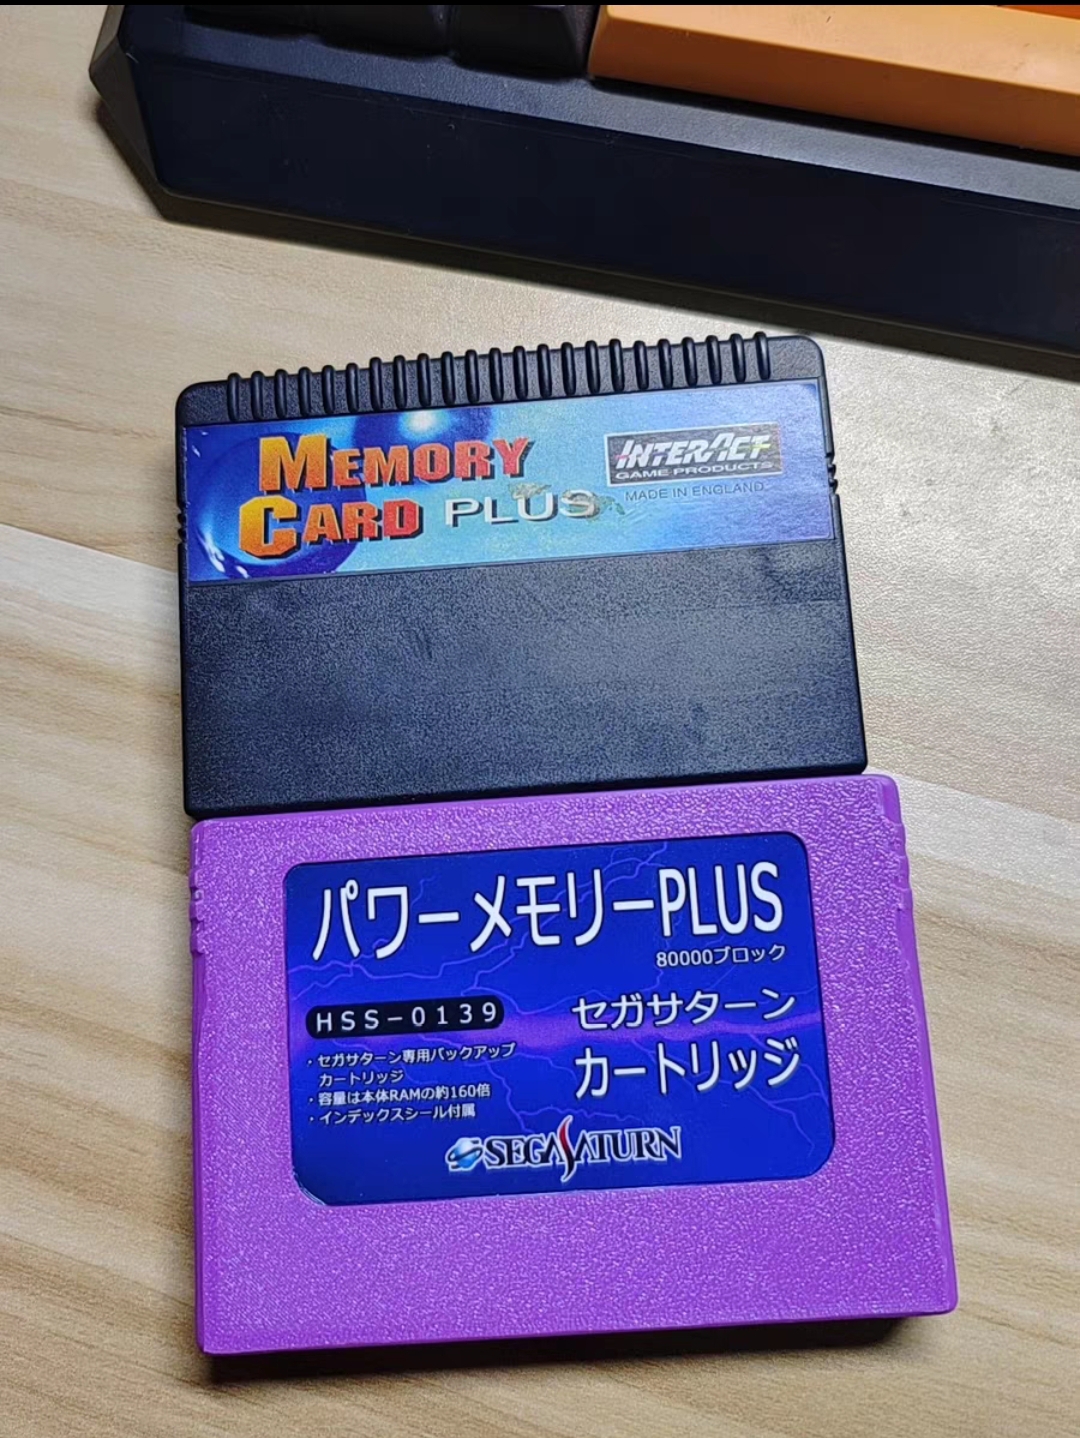 MEMORY
CARD PLUS
INTERACT
GAME PRODUCTS
MADE IN ENGLAND
パワーメモリーPLUS
80000ブロック
HSS-0139
セガサターン
カートリッジ
・セガサターン専用バックアップ
カートリッジ
・容量は本体RAMの約160倍
・インデックスシール付属
SEGA SATURN